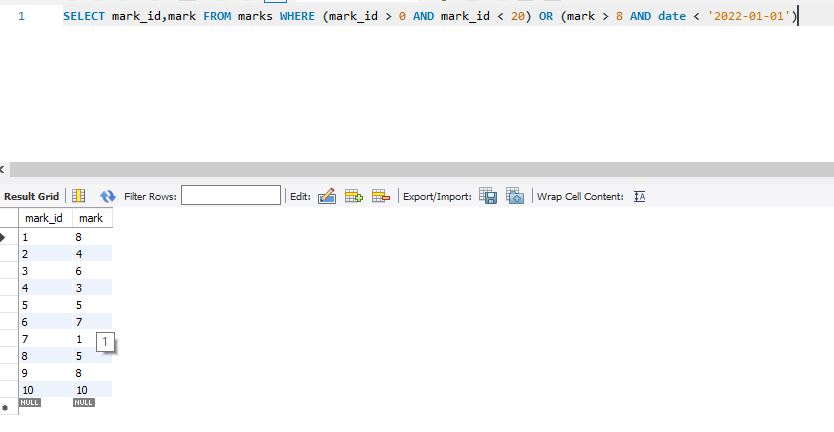 1 SELECT mark_id,mark FROM marks WHERE (mark_id > 0 AND mark_id < 20) OR (mark > 8 AND date < '2022-01-01')
Result Grid Filter Rows: Edit: Export/Import: Wrap Cell Content: IA
mark_id mark
1 8
2 4
3 6
4 3
5 5
6 7
7 1 1
8 5
9 8
10 10
NULL NULL